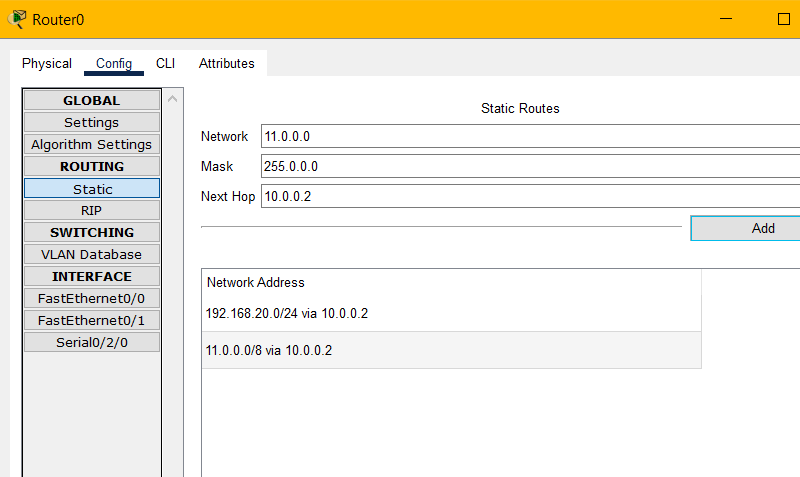 Router0
Physical Config CLI Attributes
GLOBAL
Settings
Algorithm Settings
ROUTING
Static
RIP
SWITCHING
VLAN Database
INTERFACE
FastEthernet0/0
FastEthernet0/1
Serial0/2/0
Static Routes
Network 11.0.0.0
Mask 255.0.0.0
Next Hop 10.0.0.2
Add
Network Address
192.168.20.0/24 via 10.0.0.2
11.0.0.0/8 via 10.0.0.2